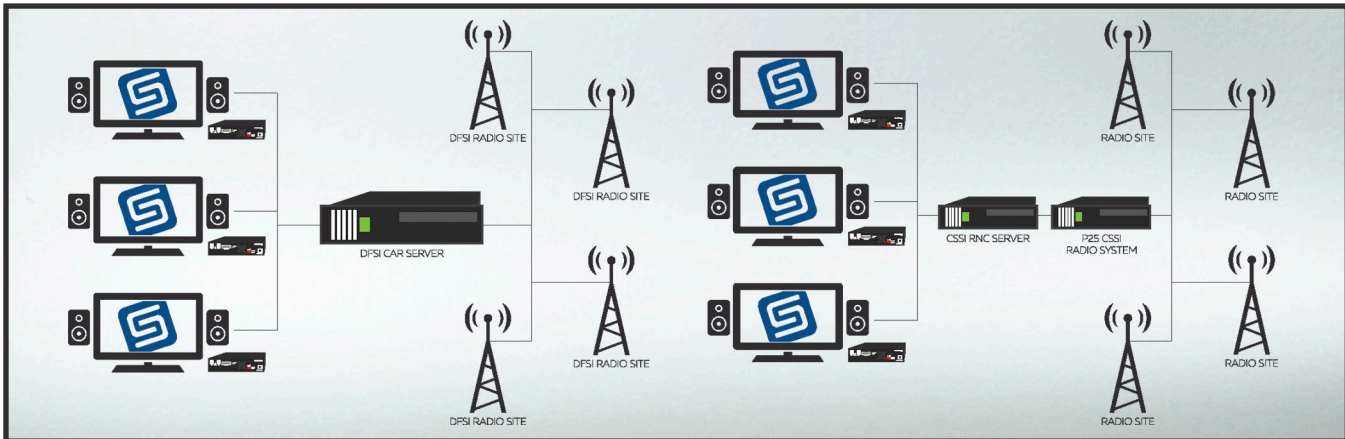 DFSI RADIO SITE
DFSI RADIO SITE
DFSI CAR SERVER
DFSI RADIO SITE
DFSI RADIO SITE
RADIO SITE
RADIO SITE
CSSI RNC SERVER
P25 CSSI
RADIO SYSTEM
RADIO SITE
RADIO SITE